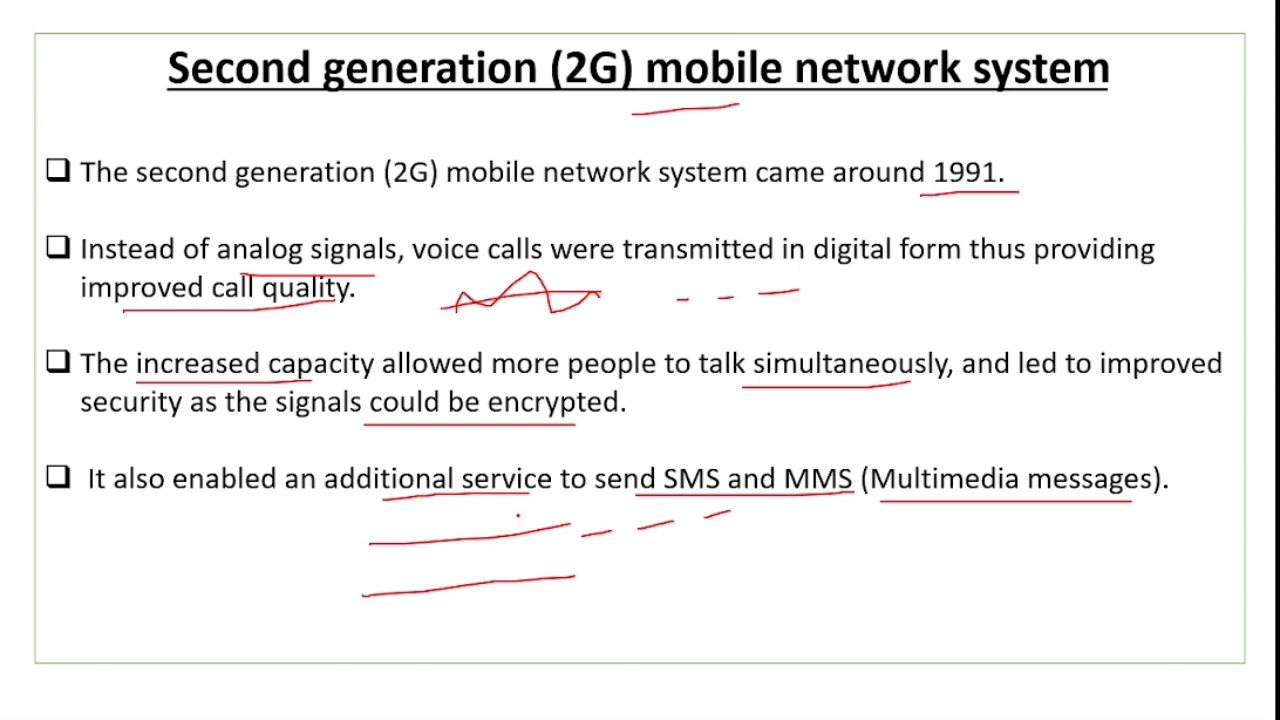 Second generation (2G) mobile network system
❑ The second generation (2G) mobile network system came around 1991.
❑ Instead of analog signals, voice calls were transmitted in digital form thus providing
improved call quality.
❑ The increased capacity allowed more people to talk simultaneously, and led to improved
security as the signals could be encrypted.
❑ It also enabled an additional service to send SMS and MMS (Multimedia messages).